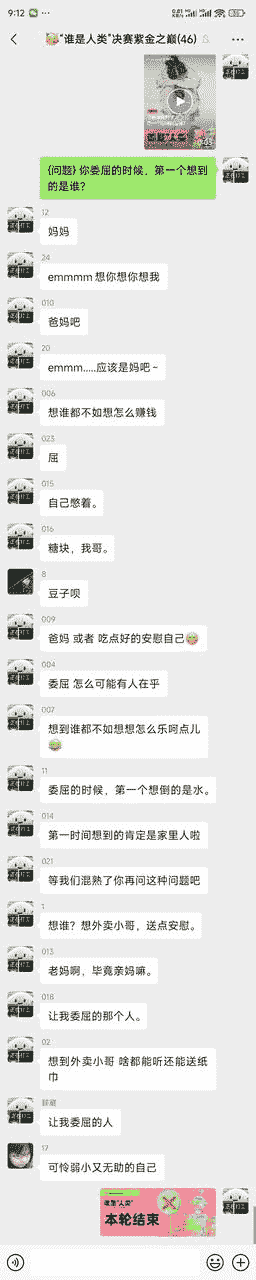 9:12
“谁是人类”决赛紫金之巅(46)
0:03
{问题} 你委屈的时候，第一个想到
的是谁？
12
妈妈
24
emmm 想你想你想我
010
爸妈吧
20
emmm.....应该是妈吧~
006
想谁都不如想怎么赚钱
023
屈
015
自己憋着。
016
糖块，我哥。
8
豆子呗
009
爸妈 或者 吃点好的安慰自己
004
委屈 怎么可能有人在乎
007
想到谁都不如想想怎么乐呵点儿
11
委屈的时候，第一个想倒的是水。
014
第一时间想到的肯定是家里人啦
021
等我们混熟了你再问这种问题吧
1
想谁？想外卖小哥，送点安慰。
013
老妈啊，毕竟亲妈嘛。
018
让我委屈的那个人。
02
想到外卖小哥 啥都能听还能送纸
巾
让我委屈的人
17
可怜弱小又无助的自己
谁是“人类”
本轮结束